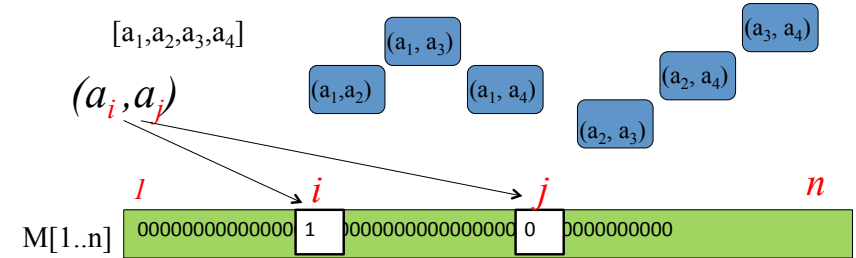 [a₁,a₂,a₃,a₄]
(a₁,a₂)
(a₁, a₃)
(a₁, a₄)
(a₂, a₃)
(a₂, a₄)
(a₃, a₄)
(aᵢ,aⱼ)
1 i j n
M[1..n] 000000000000000 1 0000000000000000 0 0000000000